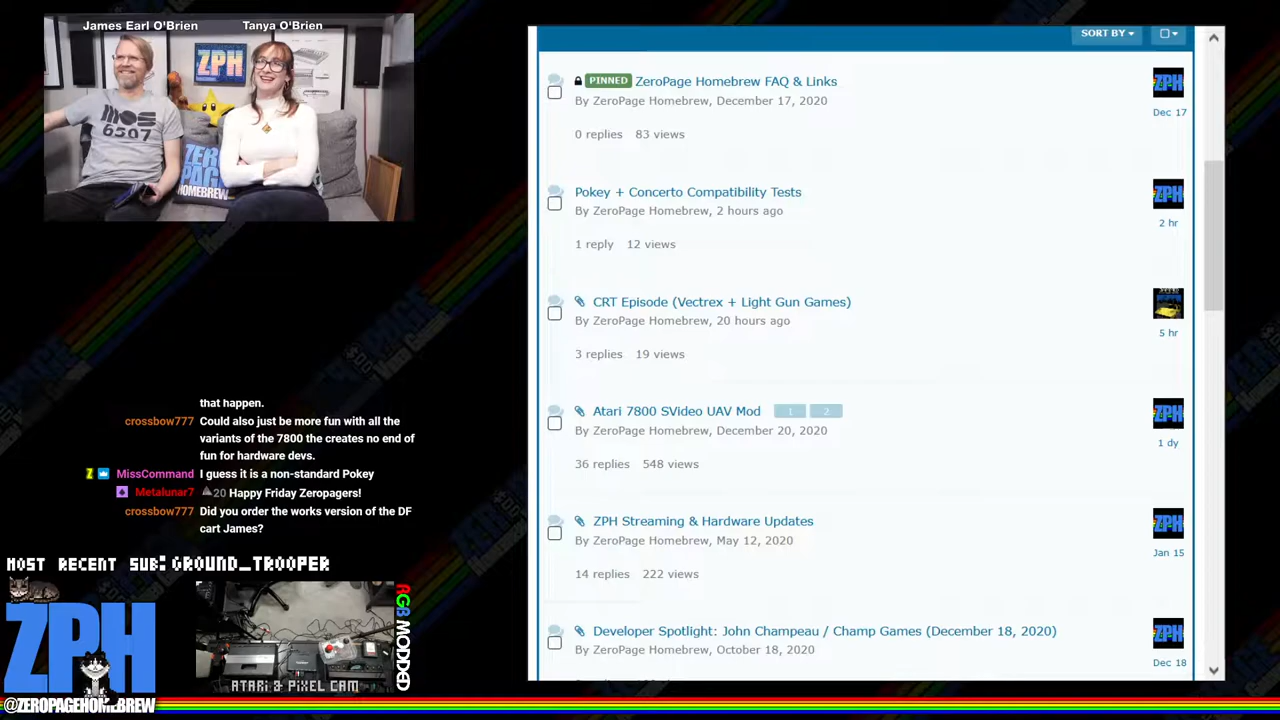 James Earl O'Brien
Tanya O'Brien
ZPH
MOS
6507
ZERO
PAGE
HOMEBREW
that happen.
crossbow777 Could also just be more fun with all the
variants of the 7800 the creates no end of
fun for hardware devs.
Z MissCommand I guess it is a non-standard Pokey
Metalunar7 20 Happy Friday Zeropagers!
crossbow777 Did you order the works version of the DF
cart James?
MOST RECENT SUB: GROUND_TROOPER
ZPH
@ZEROPAGEHOMEBREW
ATARI & PIXEL CAM
RGB MODDED
SORT BY
PINNED ZeroPage Homebrew FAQ & Links
By ZeroPage Homebrew, December 17, 2020
0 replies 83 views
ZPH
Dec 17
Pokey + Concerto Compatibility Tests
By ZeroPage Homebrew, 2 hours ago
1 reply 12 views
ZPH
2 hr
CRT Episode (Vectrex + Light Gun Games)
By ZeroPage Homebrew, 20 hours ago
3 replies 19 views
5 hr
Atari 7800 SVideo UAV Mod 1 2
By ZeroPage Homebrew, December 20, 2020
36 replies 548 views
ZPH
1 dy
ZPH Streaming & Hardware Updates
By ZeroPage Homebrew, May 12, 2020
14 replies 222 views
ZPH
Jan 15
Developer Spotlight: John Champeau / Champ Games (December 18, 2020)
By ZeroPage Homebrew, October 18, 2020
ZPH
Dec 18